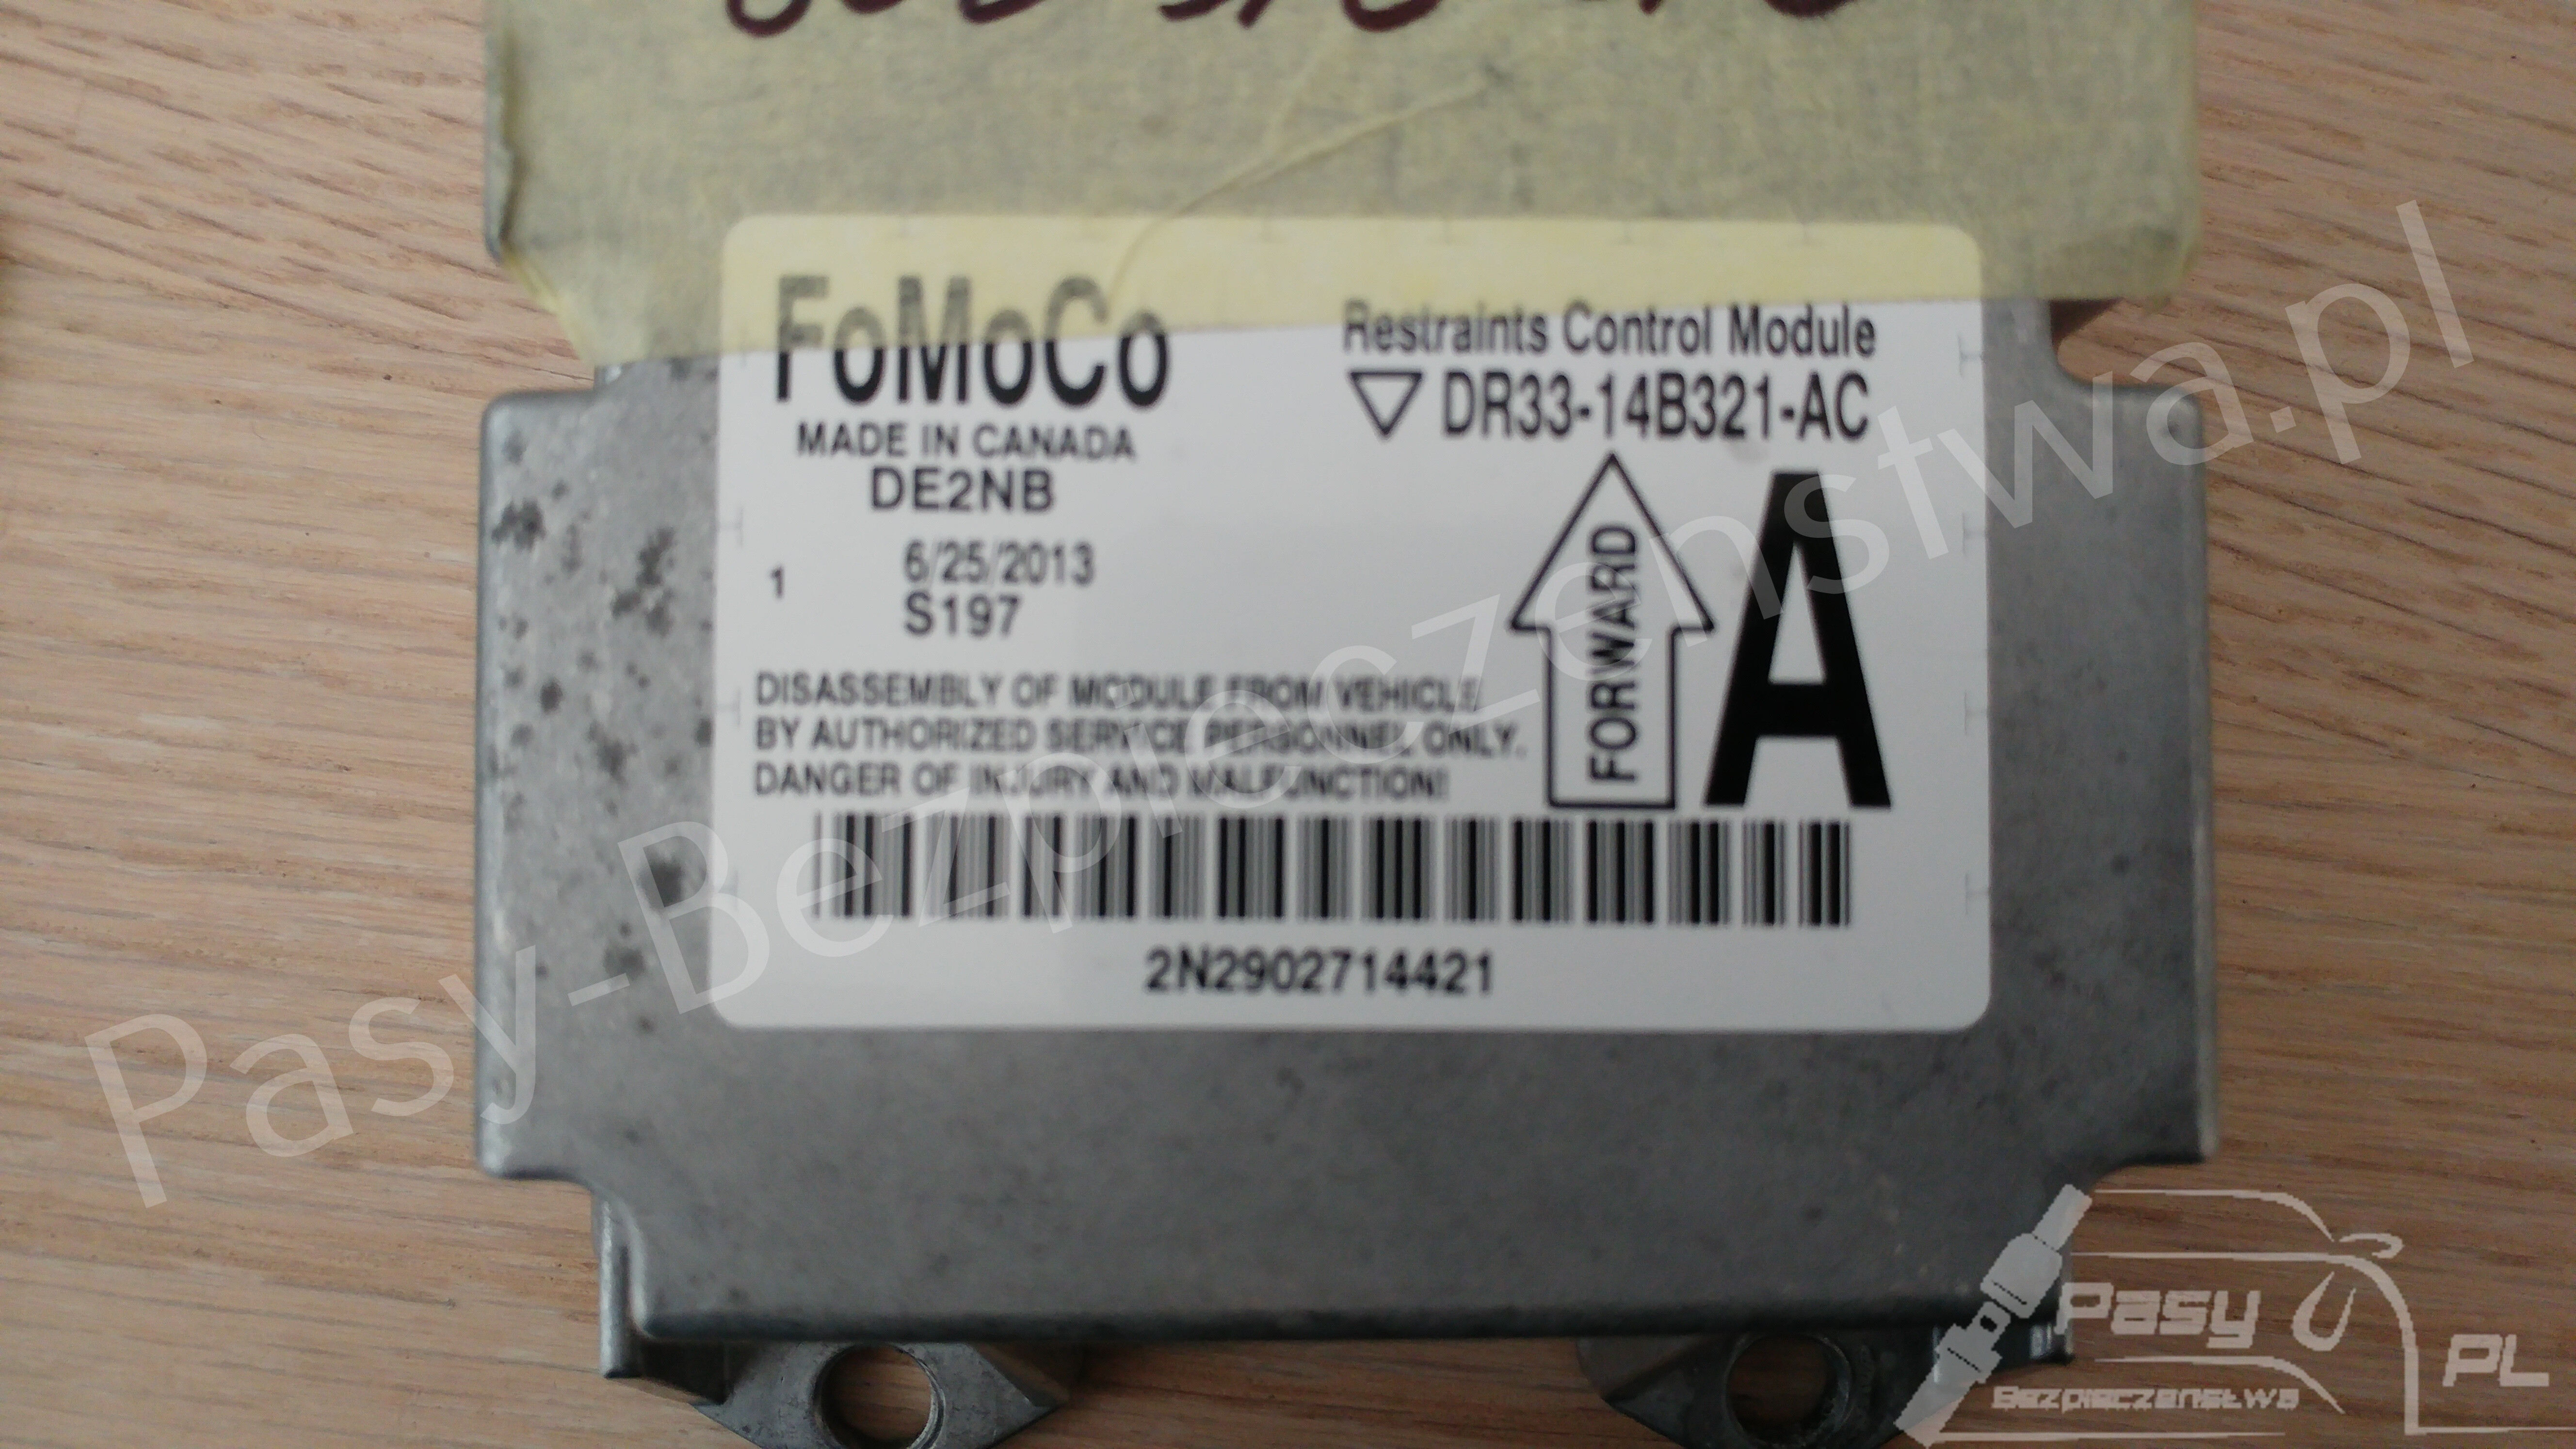 FoMoCo
MADE IN CANADA
DE2NB
1 6/25/2013
S197
Restraints Control Module
DR33-14B321-AC
FORWARD
A
DISASSEMBLY OF MODULE FROM VEHICLE
BY AUTHORIZED SERVICE PERSONNEL ONLY.
DANGER OF INJURY AND MALFUNCTION!
2N2902714421
Pasy-Bezpieczenstwa.pl
Pasy
Bezpieczenstwa
PL